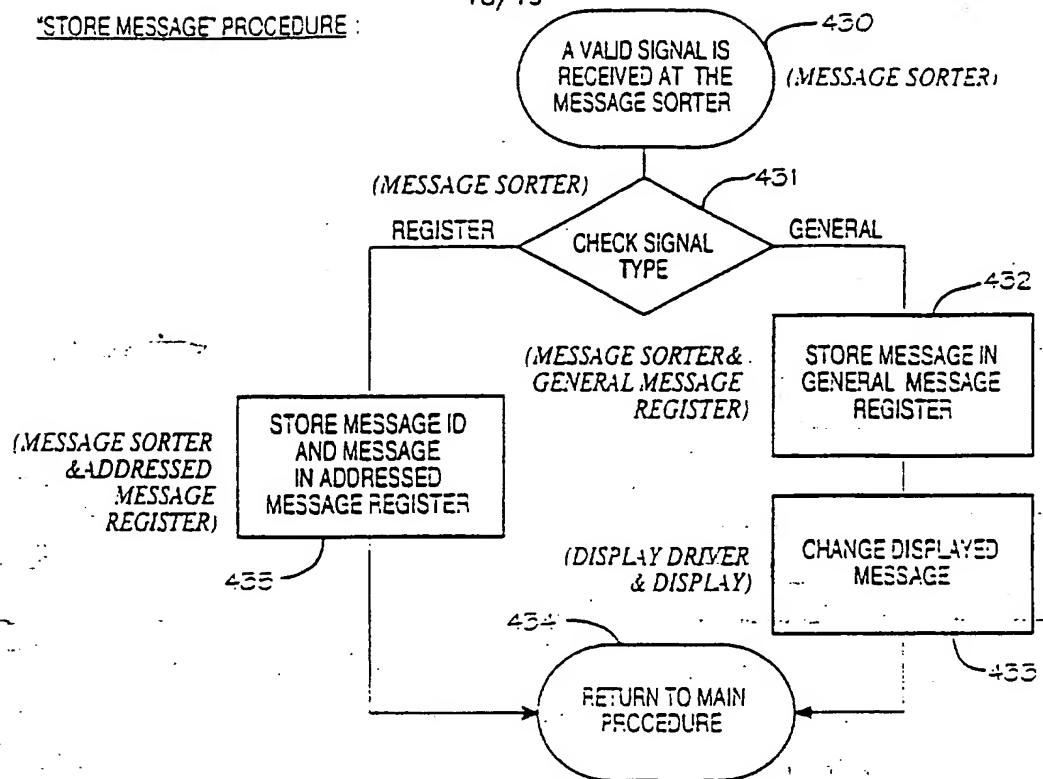 "STORE MESSAGE" PROCEDURE :
A VALID SIGNAL IS
RECEIVED AT THE
MESSAGE SORTER
430
(MESSAGE SORTER)
(MESSAGE SORTER)
431
REGISTER
CHECK SIGNAL
TYPE
GENERAL
432
(MESSAGE SORTER &
GENERAL MESSAGE
REGISTER)
STORE MESSAGE IN
GENERAL MESSAGE
REGISTER
(MESSAGE SORTER
&ADDRESSED
MESSAGE
REGISTER)
STORE MESSAGE ID
AND MESSAGE
IN ADDRESSED
MESSAGE REGISTER
435
(DISPLAY DRIVER
& DISPLAY)
CHANGE DISPLAYED
MESSAGE
433
434
RETURN TO MAIN
PROCEDURE